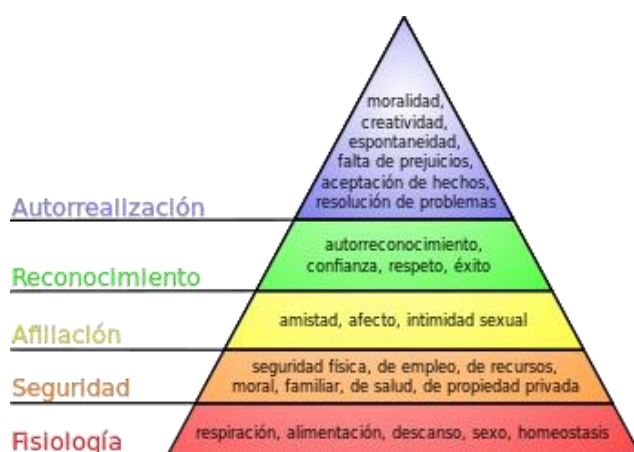 moralidad,
creatividad,
espontaneidad,
falta de prejuicios,
aceptación de hechos,
resolución de problemas
Autorrealización
autorreconocimiento,
confianza, respeto, éxito
Reconocimiento
amistad, afecto, intimidad sexual
Afiliación
seguridad física, de empleo, de recursos,
moral, familiar, de salud, de propiedad privada
Seguridad
respiración, alimentación, descanso, sexo, homeostasis
Fisiología